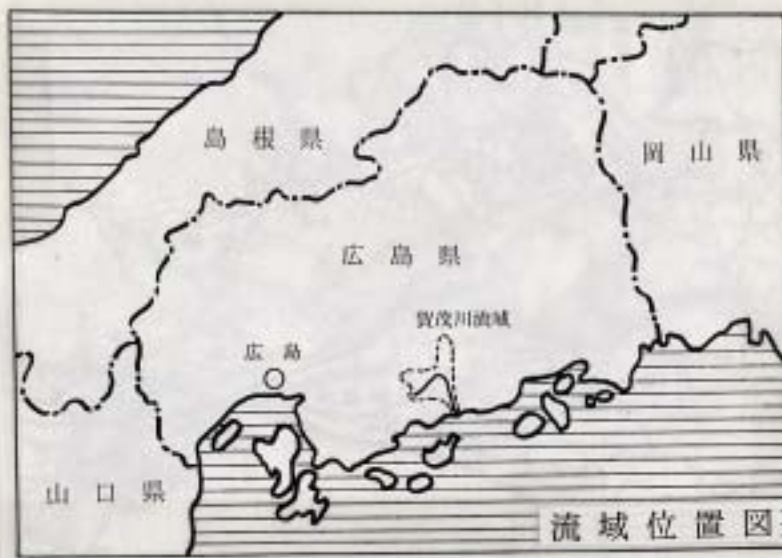 島根県
岡山県
広島県
賀茂川流域
広島
山口県
流域位置図